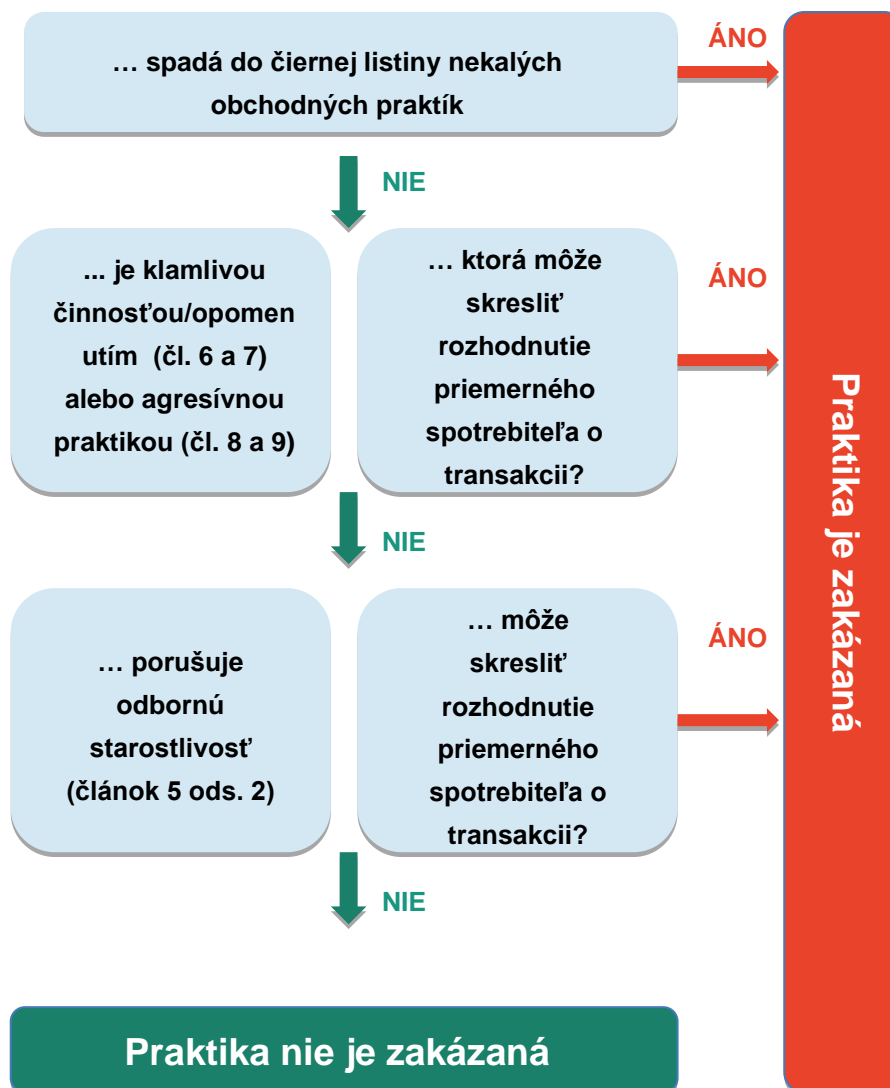 … spadá do čiernej listiny nekalých
obchodných praktík
ÁNO
NIE
... je klamlivou
činnosťou/opomen
utím (čl. 6 a 7)
alebo agresívnou
praktikou (čl. 8 a 9)
… ktorá môže
skresliť
rozhodnutie
priemerného
spotrebiteľa o
transakcii?
ÁNO
NIE
… porušuje
odbornú
starostlivosť
(článok 5 ods. 2)
… môže
skresliť
rozhodnutie
priemerného
spotrebiteľa o
transakcii?
ÁNO
NIE
Praktika je zakázaná
Praktika nie je zakázaná